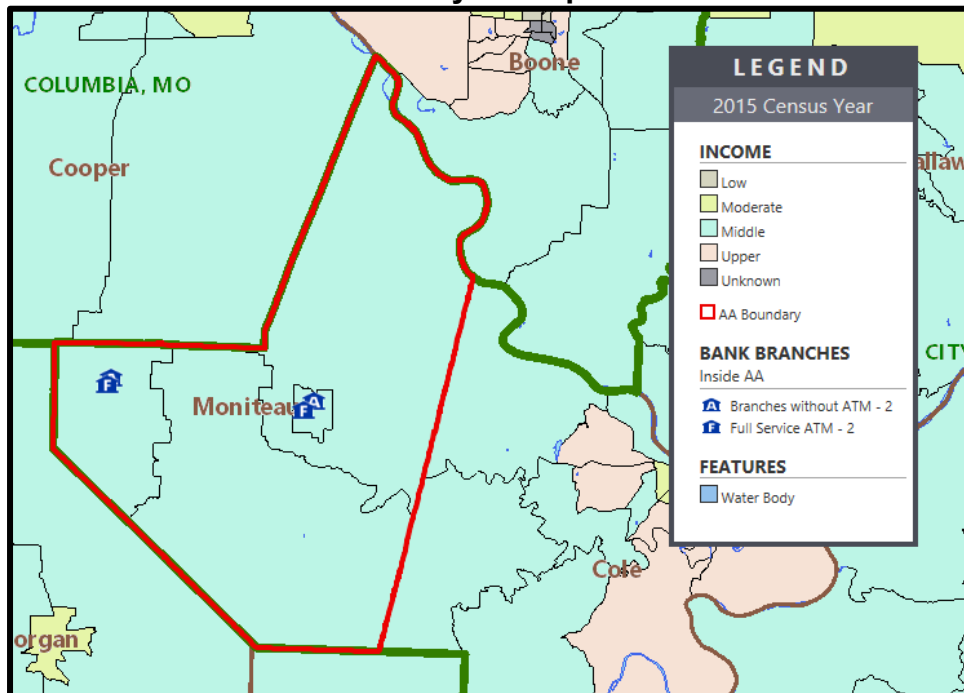 COLUMBIA, MO
Cooper
Boone
Moniteau
Cole
organ
allaw
CITY
LEGEND
2015 Census Year
INCOME
Low
Moderate
Middle
Upper
Unknown
AA Boundary
BANK BRANCHES
Inside AA
A Branches without ATM - 2
F Full Service ATM - 2
FEATURES
Water Body
F
F
A